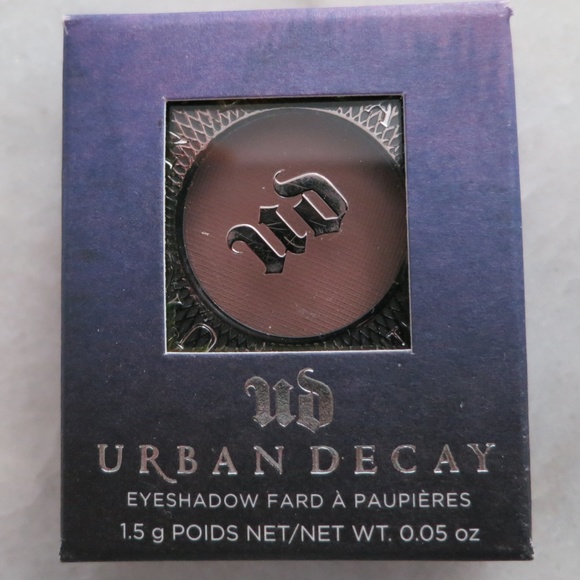 UD
UD
URBAN DECAY
EYESHADOW FARD À PAUPIÈRES
1.5 g POIDS NET/NET WT. 0.05 oz